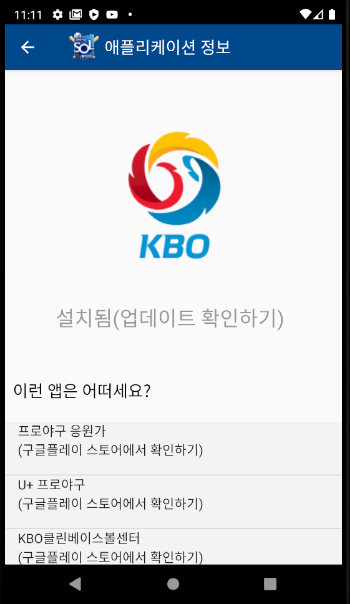 11:11
SOL
애플리케이션 정보
KBO
설치됨(업데이트 확인하기)
이런 앱은 어떠세요?
프로야구 응원가
(구글플레이 스토어에서 확인하기)
U+ 프로야구
(구글플레이 스토어에서 확인하기)
KBO클린베이스볼센터
(구글플레이 스토어에서 확인하기)